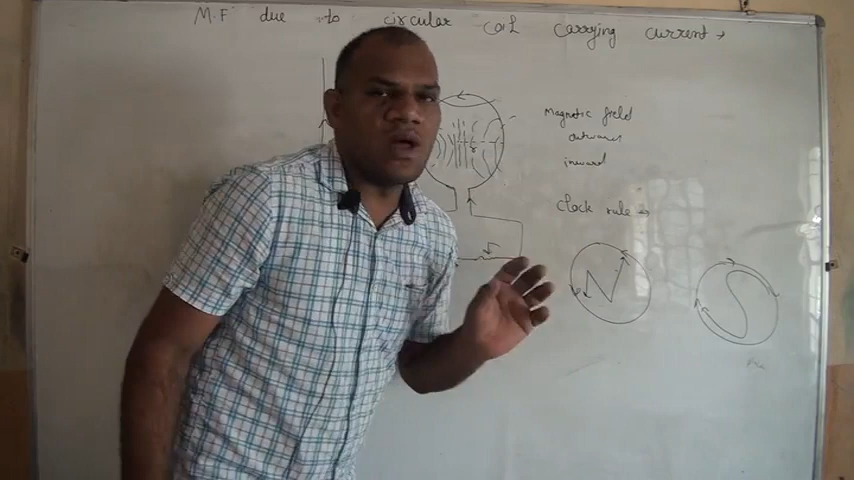 M.F due to circular coil carrying current →
Magnetic field
outwards
inward
Clock rule →
N
S